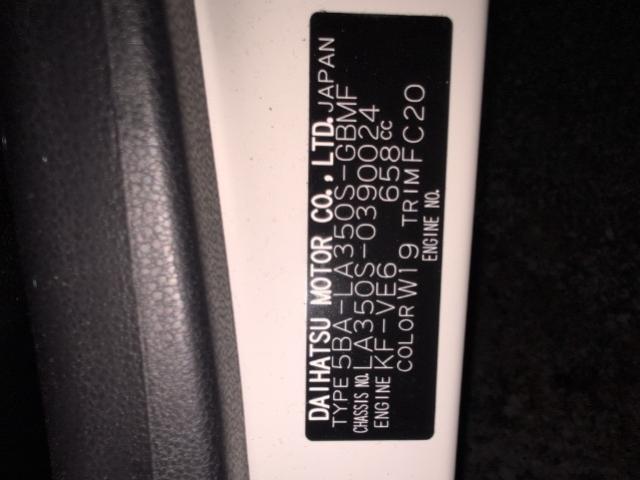 DAIHATSU MOTOR CO., LTD. JAPAN
TYPE 5BA-LA350S-GBMF
CHASSIS NO. LA350S-0390024
ENGINE KF-VE6 658cc
COLOR W19 TRIM FC20
ENGINE NO.